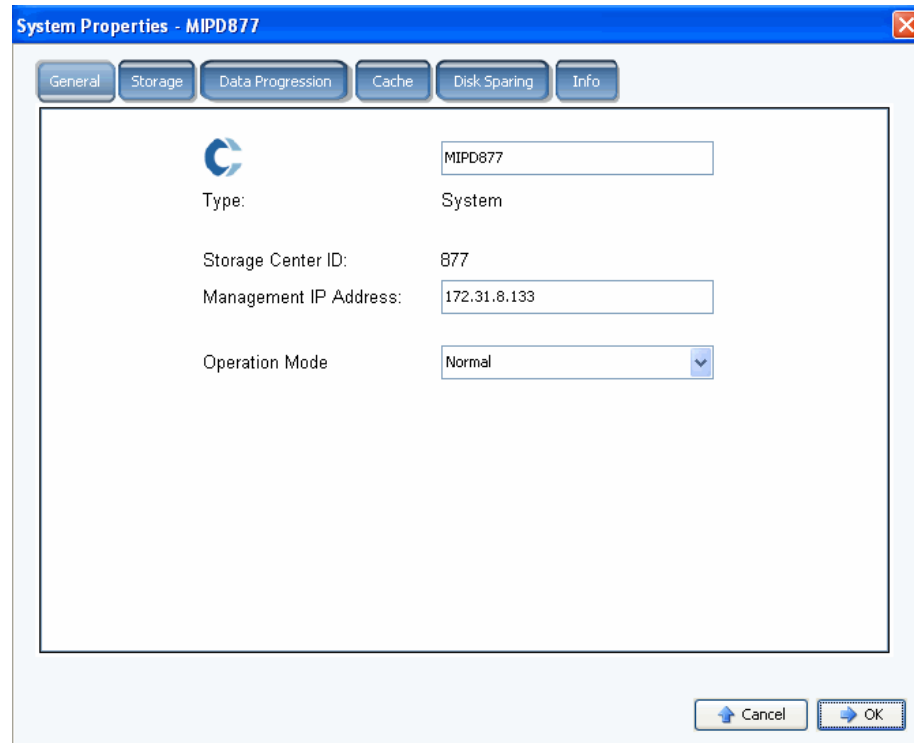 System Properties - MIPD877
General Storage Data Progression Cache Disk Sparing Info
MIPD877
Type: System
Storage Center ID: 877
Management IP Address: 172.31.8.133
Operation Mode Normal
Cancel OK